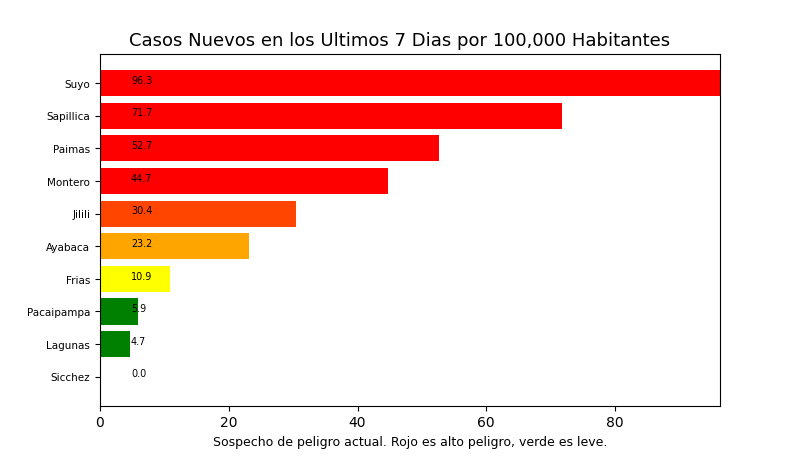 Casos Nuevos en los Ultimos 7 Dias por 100,000 Habitantes
Suyo 96.3
Sapillica 71.7
Paimas 52.7
Montero 44.7
Jilili 30.4
Ayabaca 23.2
Frias 10.9
Pacaipampa 5.9
Lagunas 4.7
Sicchez 0.0
0 20 40 60 80
Sospecho de peligro actual. Rojo es alto peligro, verde es leve.